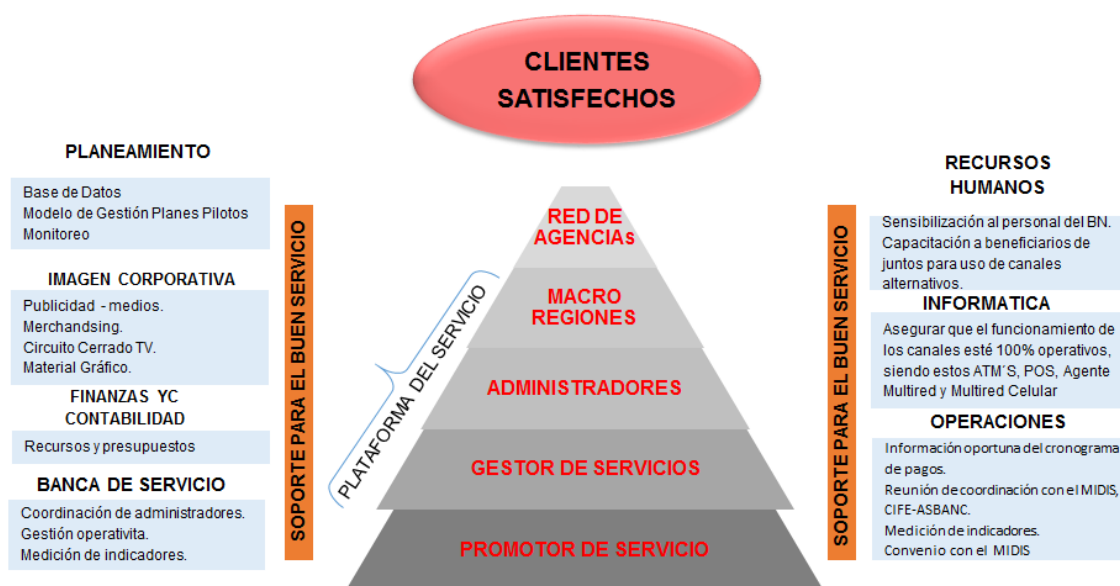 CLIENTES
SATISFECHOS
PLANEAMIENTO
Base de Datos
Modelo de Gestión Planes Pilotos
Monitoreo
IMAGEN CORPORATIVA
Publicidad - medios.
Merchandsing.
Circuito Cerrado TV.
Material Gráfico.
FINANZAS YC
CONTABILIDAD
Recursos y presupuestos
BANCA DE SERVICIO
Coordinación de administradores.
Gestión operativita.
Medición de indicadores.
SOPORTE PARA EL BUEN SERVICIO
PLATAFORMA DEL SERVICIO
RED DE
AGENCIAs
MACRO
REGIONES
ADMINISTRADORES
GESTOR DE SERVICIOS
PROMOTOR DE SERVICIO
SOPORTE PARA EL BUEN SERVICIO
RECURSOS
HUMANOS
Sensibilización al personal del BN.
Capacitación a beneficiarios de
juntos para uso de canales
alternativos.
INFORMATICA
Asegurar que el funcionamiento de
los canales esté 100% operativos,
siendo estos ATM´S, POS, Agente
Multired y Multired Celular
OPERACIONES
Información oportuna del cronograma
de pagos.
Reunión de coordinación con el MIDIS,
CIFE-ASBANC.
Medición de indicadores.
Convenio con el MIDIS